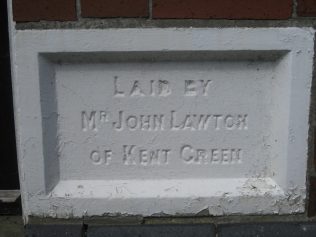 LAID BY
MR JOHN LAWTON
OF KENT GREEN